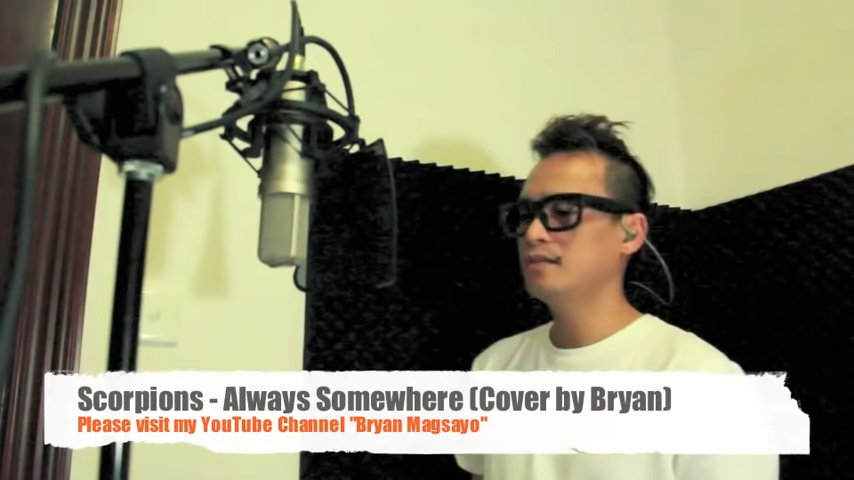 Scorpions - Always Somewhere (Cover by Bryan)
Please visit my YouTube Channel "Bryan Magsayo"